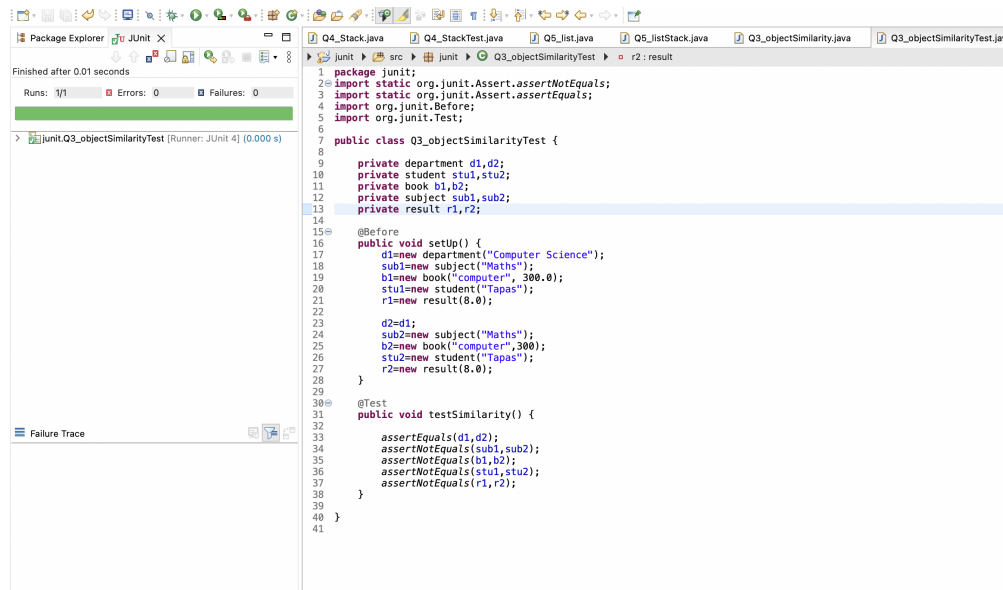 Package Explorer JUnit
Finished after 0.01 seconds
Runs: 1/1 Errors: 0 Failures: 0
junit.Q3_objectSimilarityTest [Runner: JUnit 4] (0.000 s)
Failure Trace
Q4_Stack.java Q4_StackTest.java Q5_list.java Q5_listStack.java Q3_objectSimilarity.java Q3_objectSimilarityTest.jav
junit src junit Q3_objectSimilarityTest r2 : result
1 package junit;
2 import static org.junit.Assert.assertNotEquals;
3 import static org.junit.Assert.assertEquals;
4 import org.junit.Before;
5 import org.junit.Test;
6
7 public class Q3_objectSimilarityTest {
8
9 private department d1,d2;
10 private student stu1,stu2;
11 private book b1,b2;
12 private subject sub1,sub2;
13 private result r1,r2;
14
15 @Before
16 public void setUp() {
17 d1=new department("Computer Science");
18 sub1=new subject("Maths");
19 b1=new book("computer", 300.0);
20 stu1=new student("Tapas");
21 r1=new result(8.0);
22
23 d2=d1;
24 sub2=new subject("Maths");
25 b2=new book("computer",300);
26 stu2=new student("Tapas");
27 r2=new result(8.0);
28 }
29
30 @Test
31 public void testSimilarity() {
32
33 assertEquals(d1,d2);
34 assertNotEquals(sub1,sub2);
35 assertNotEquals(b1,b2);
36 assertNotEquals(stu1,stu2);
37 assertNotEquals(r1,r2);
38 }
39
40 }
41